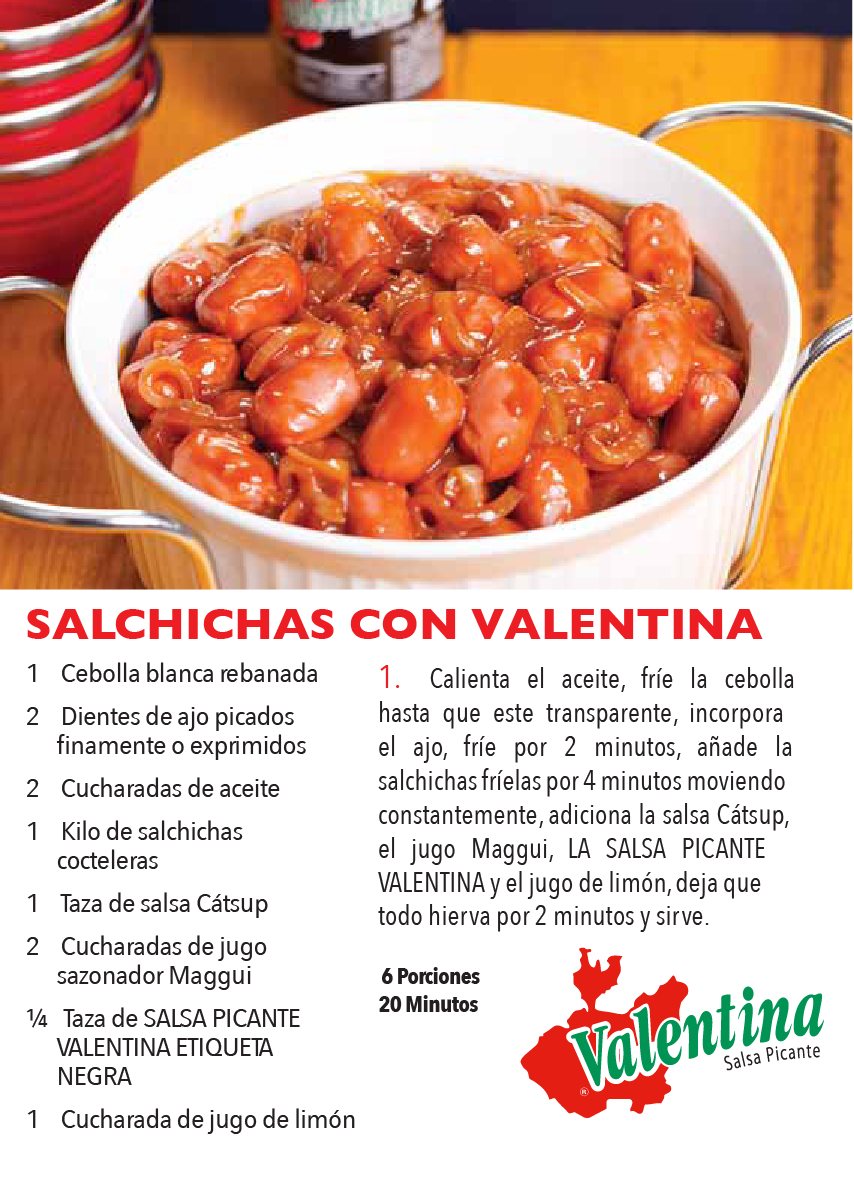 Valentina
SALCHICHAS CON VALENTINA
1 Cebolla blanca rebanada
2 Dientes de ajo picados
finamente o exprimidos
2 Cucharadas de aceite
1 Kilo de salchichas
cocteleras
1 Taza de salsa Cátsup
2 Cucharadas de jugo
sazonador Maggui
¼ Taza de SALSA PICANTE
VALENTINA ETIQUETA
NEGRA
1 Cucharada de jugo de limón
1. Calienta el aceite, fríe la cebolla
hasta que este transparente, incorpora
el ajo, fríe por 2 minutos, añade la
salchichas fríelas por 4 minutos moviendo
constantemente, adiciona la salsa Cátsup,
el jugo Maggui, LA SALSA PICANTE
VALENTINA y el jugo de limón, deja que
todo hierva por 2 minutos y sirve.
6 Porciones
20 Minutos
Valentina
Salsa Picante
®